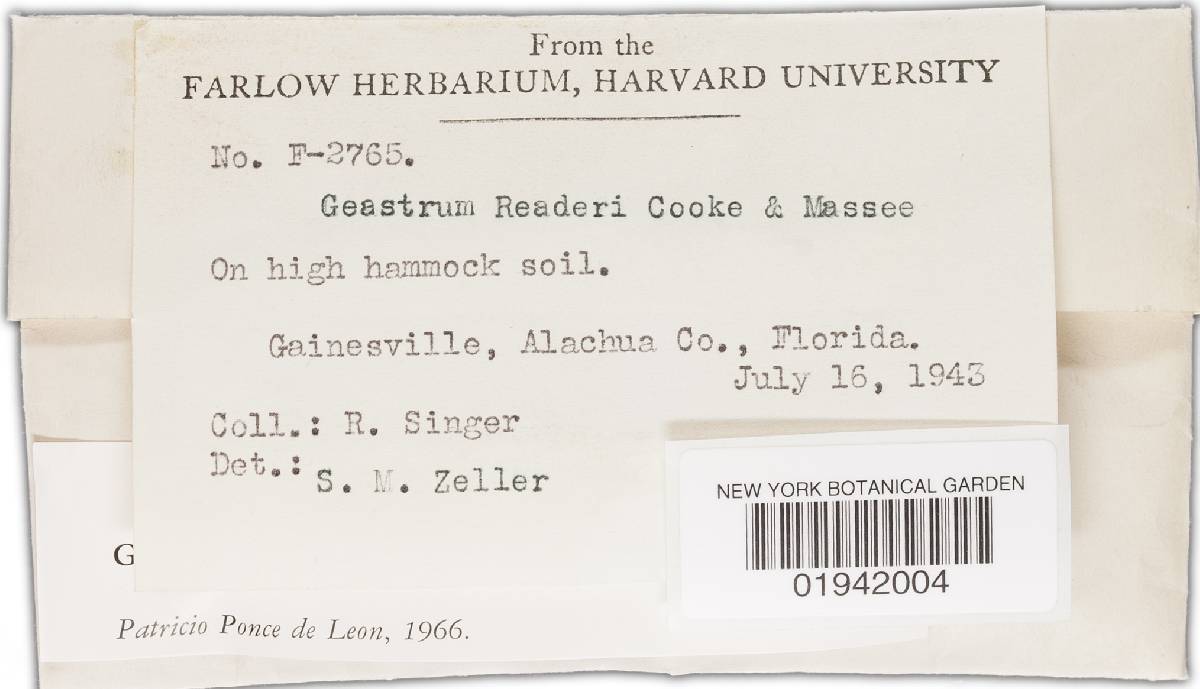 From the
FARLOW HERBARIUM, HARVARD UNIVERSITY
No. F-2765.
Geastrum Readeri Cooke & Massee
On high hammock soil.
Gainesville, Alachua Co., Florida.
July 16, 1943
Coll.: R. Singer
Det.: S. M. Zeller
NEW YORK BOTANICAL GARDEN
01942004
G
Patricio Ponce de Leon, 1966.